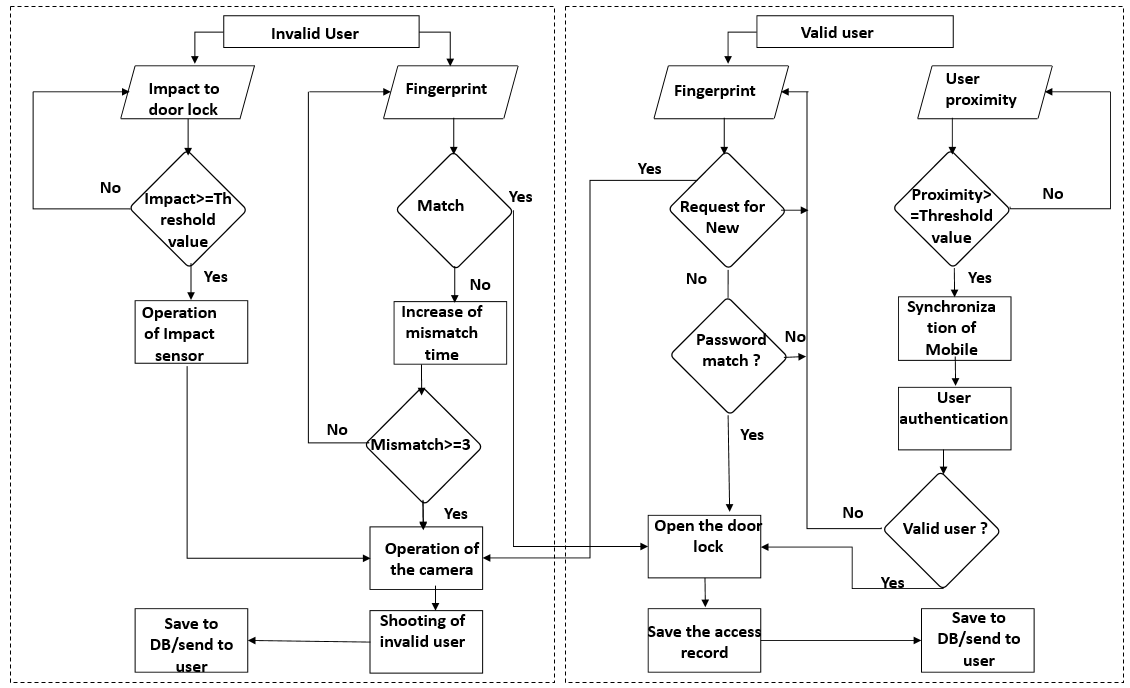 Invalid User
Impact to
door lock
No
Impact>=Th
reshold
value
Yes
Operation
of Impact
sensor
Fingerprint
Match
Yes
No
Increase of
mismatch
time
No
Mismatch>=3
Yes
Operation of
the camera
Shooting of
invalid user
Save to
DB/send to
user
Valid user
Fingerprint
Yes
Request for
New
No
Password
match ?
No
Yes
Open the door
lock
Save the access
record
User
proximity
Proximity>
=Threshold
value
No
Yes
Synchroniza
tion of
Mobile
User
authentication
No
Valid user ?
Yes
Save to
DB/send to
user